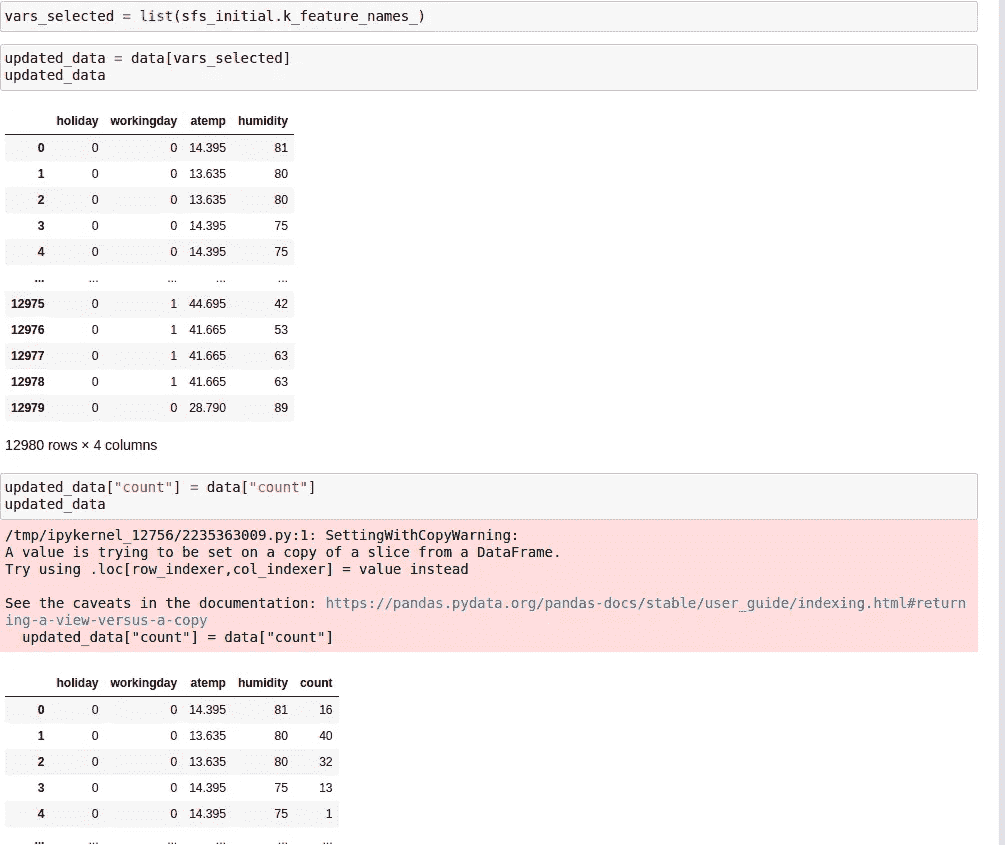 vars_selected = list(sfs_initial.k_feature_names_)
updated_data = data[vars_selected]
updated_data
holiday workingday atemp humidity
0 0 0 14.395 81
1 0 0 13.635 80
2 0 0 13.635 80
3 0 0 14.395 75
4 0 0 14.395 75
... ... ... ... ...
12975 0 1 44.695 42
12976 0 1 41.665 53
12977 0 1 41.665 63
12978 0 1 41.665 63
12979 0 0 28.790 89
12980 rows × 4 columns
updated_data["count"] = data["count"]
updated_data
/tmp/ipykernel_12756/2235363009.py:1: SettingWithCopyWarning:
A value is trying to be set on a copy of a slice from a DataFrame.
Try using .loc[row_indexer,col_indexer] = value instead
See the caveats in the documentation: https://pandas.pydata.org/pandas-docs/stable/user_guide/indexing.html#return
ing-a-view-versus-a-copy
updated_data["count"] = data["count"]
holiday workingday atemp humidity count
0 0 0 14.395 81 16
1 0 0 13.635 80 40
2 0 0 13.635 80 32
3 0 0 14.395 75 13
4 0 0 14.395 75 1
... ... ... ... ... ...